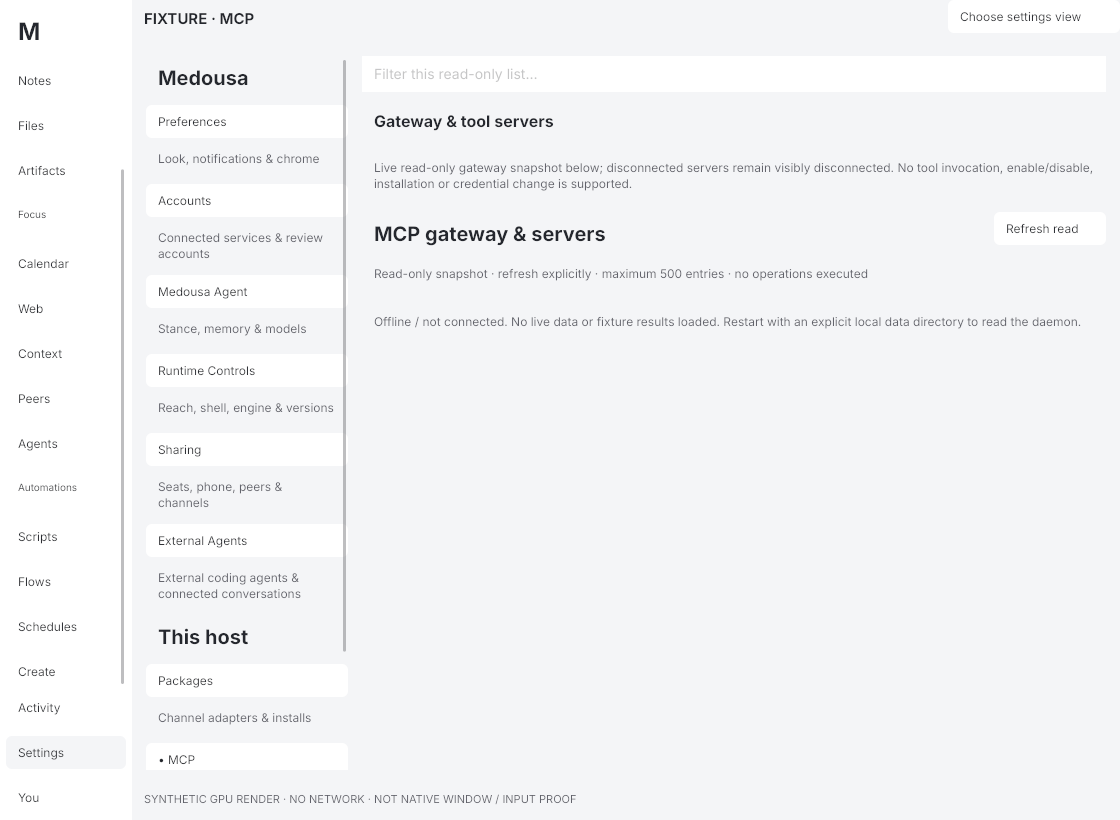 M
Notes
Files
Artifacts
Focus
Calendar
Web
Context
Peers
Agents
Automations
Scripts
Flows
Schedules
Create
Activity
Settings
You
FIXTURE · MCP
Choose settings view
Medousa
Preferences
Look, notifications & chrome
Accounts
Connected services & review
accounts
Medousa Agent
Stance, memory & models
Runtime Controls
Reach, shell, engine & versions
Sharing
Seats, phone, peers &
channels
External Agents
External coding agents &
connected conversations
This host
Packages
Channel adapters & installs
• MCP
Filter this read-only list...
Gateway & tool servers
Live read-only gateway snapshot below; disconnected servers remain visibly disconnected. No tool invocation, enable/disable,
installation or credential change is supported.
MCP gateway & servers
Refresh read
Read-only snapshot · refresh explicitly · maximum 500 entries · no operations executed
Offline / not connected. No live data or fixture results loaded. Restart with an explicit local data directory to read the daemon.
SYNTHETIC GPU RENDER · NO NETWORK · NOT NATIVE WINDOW / INPUT PROOF